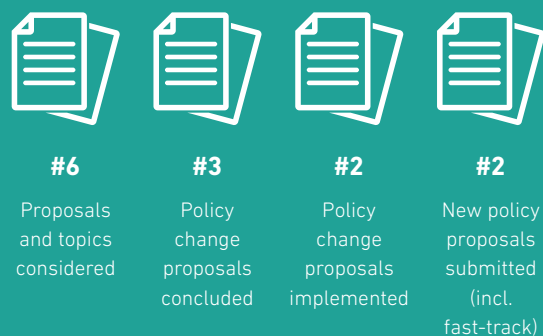 #6
Proposals
and topics
considered
#3
Policy
change
proposals
concluded
#2
Policy
change
proposals
implemented
#2
New policy
proposals
submitted
(incl.
fast-track)